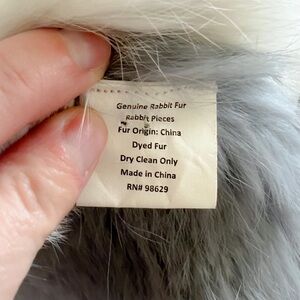 Genuine Rabbit Fur
Rabbit Pieces
Fur Origin: China
Dyed Fur
Dry Clean Only
Made in China
RN# 98629